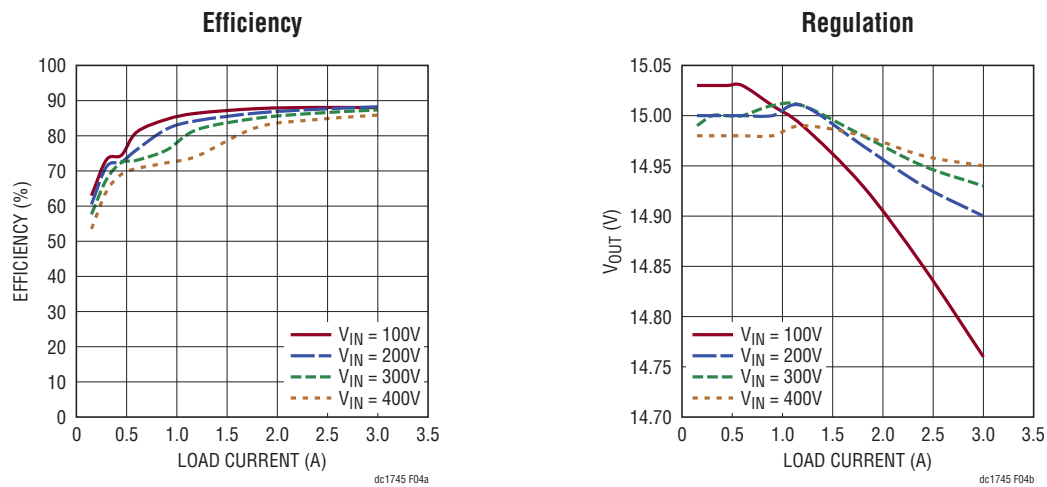 Efficiency
100
90
80
70
60
50
40
30
20
10
0
EFFICIENCY (%)
VIN = 100V
VIN = 200V
VIN = 300V
VIN = 400V
0 0.5 1.0 1.5 2.0 2.5 3.0 3.5
LOAD CURRENT (A)
dc1745 F04a
Regulation
15.05
15.00
14.95
14.90
14.85
14.80
14.75
14.70
VOUT (V)
VIN = 100V
VIN = 200V
VIN = 300V
VIN = 400V
0 0.5 1.0 1.5 2.0 2.5 3.0 3.5
LOAD CURRENT (A)
dc1745 F04b